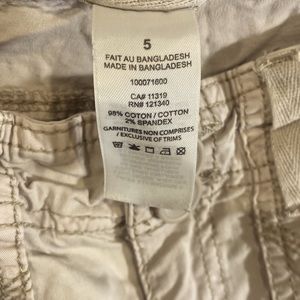 5
FAIT AU BANGLADESH
MADE IN BANGLADESH
100071600
CA# 11319
RN# 121340
98% COTON / COTTON
2% SPANDEX
GARNITURES NON COMPRISES
/ EXCLUSIVE OF TRIMS